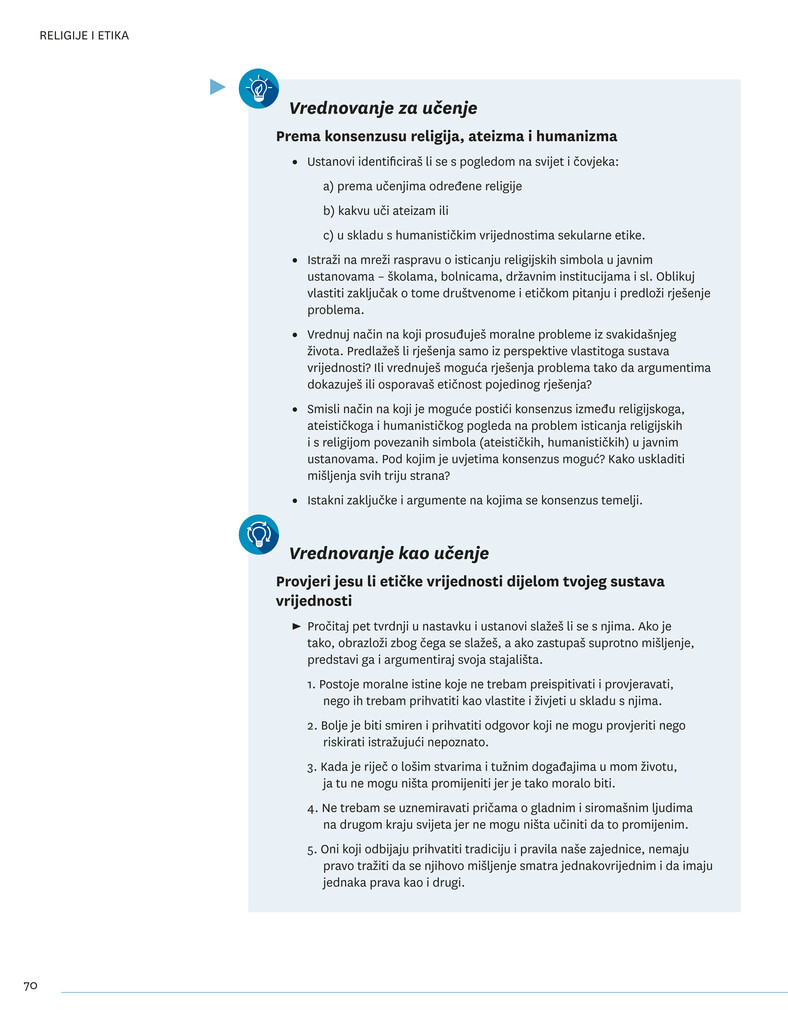 RELIGIJE I ETIKA
Vrednovanje za učenje
Prema konsenzusu religija, ateizma i humanizma
• Ustanovi identificiraš li se s pogledom na svijet i čovjeka:
a) prema učenjima određene religije
b) kakvu uči ateizam ili
c) u skladu s humanističkim vrijednostima sekularne etike.
• Istraži na mreži raspravu o isticanju religijskih simbola u javnim
ustanovama – školama, bolnicama, državnim institucijama i sl. Oblikuj
vlastiti zaključak o tome društvenome i etičkom pitanju i predloži rješenje
problema.
• Vrednuj način na koji prosuđuješ moralne probleme iz svakidašnjeg
života. Predlažeš li rješenja samo iz perspektive vlastitoga sustava
vrijednosti? Ili vrednuješ moguća rješenja problema tako da argumentima
dokazuješ ili osporavaš etičnost pojedinog rješenja?
• Smisli način na koji je moguće postići konsenzus između religijskoga,
ateističkoga i humanističkog pogleda na problem isticanja religijskih
i s religijom povezanih simbola (ateističkih, humanističkih) u javnim
ustanovama. Pod kojim je uvjetima konsenzus moguć? Kako uskladiti
mišljenja svih triju strana?
• Istakni zaključke i argumente na kojima se konsenzus temelji.
Vrednovanje kao učenje
Provjeri jesu li etičke vrijednosti dijelom tvojeg sustava
vrijednosti
► Pročitaj pet tvrdnji u nastavku i ustanovi slažeš li se s njima. Ako je
tako, obrazloži zbog čega se slažeš, a ako zastupaš suprotno mišljenje,
predstavi ga i argumentiraj svoja stajališta.
1. Postoje moralne istine koje ne trebam preispitivati i provjeravati,
nego ih trebam prihvatiti kao vlastite i živjeti u skladu s njima.
2. Bolje je biti smiren i prihvatiti odgovor koji ne mogu provjeriti nego
riskirati istražujući nepoznato.
3. Kada je riječ o lošim stvarima i tužnim događajima u mom životu,
ja tu ne mogu ništa promijeniti jer je tako moralo biti.
4. Ne trebam se uznemiravati pričama o gladnim i siromašnim ljudima
na drugom kraju svijeta jer ne mogu ništa učiniti da to promijenim.
5. Oni koji odbijaju prihvatiti tradiciju i pravila naše zajednice, nemaju
pravo tražiti da se njihovo mišljenje smatra jednakovrijednim i da imaju
jednaka prava kao i drugi.
70